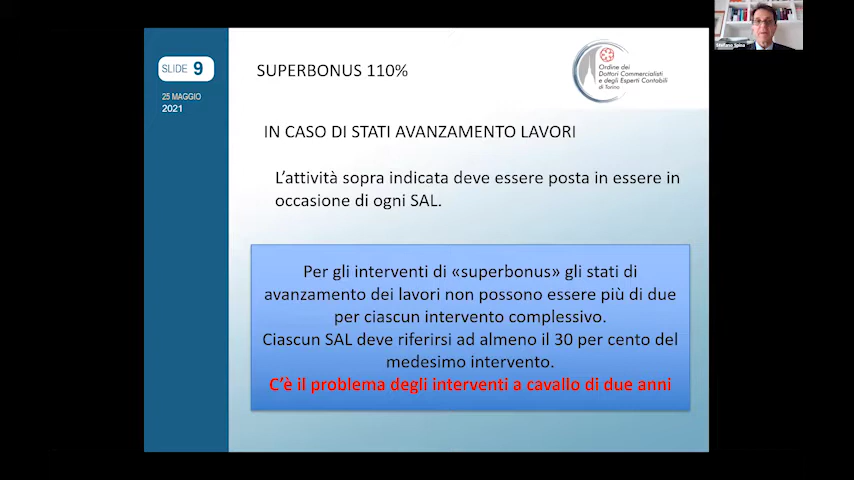 SLIDE 9
25 MAGGIO
2021
SUPERBONUS 110%
Ordine dei
Dottori Commercialisti
e degli Esperti Contabili
di Torino
Stefano Spina
IN CASO DI STATI AVANZAMENTO LAVORI
L'attività sopra indicata deve essere posta in essere in
occasione di ogni SAL.
Per gli interventi di «superbonus» gli stati di
avanzamento dei lavori non possono essere più di due
per ciascun intervento complessivo.
Ciascun SAL deve riferirsi ad almeno il 30 per cento del
medesimo intervento.
C'è il problema degli interventi a cavallo di due anni